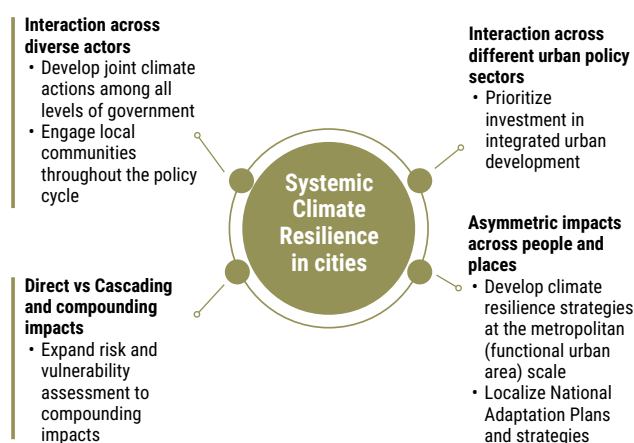 Interaction across
diverse actors
• Develop joint climate
actions among all
levels of government
• Engage local
communities
throughout the policy
cycle
Interaction across
different urban policy
sectors
• Prioritize
investment in
integrated urban
development
Systemic
Climate
Resilience
in cities
Direct vs Cascading
and compounding
impacts
• Expand risk and
vulnerability
assessment to
compounding
impacts
Asymmetric impacts
across people and
places
• Develop climate
resilience strategies
at the metropolitan
(functional urban
area) scale
• Localize National
Adaptation Plans
and strategies